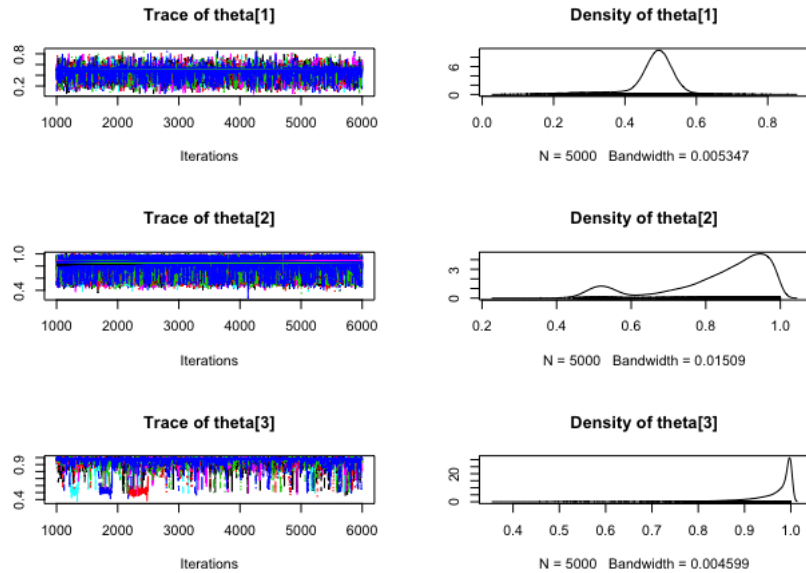 Trace of theta[1]
0.2 0.8
1000 2000 3000 4000 5000 6000
Iterations
Density of theta[1]
0 6
0.0 0.2 0.4 0.6 0.8
N = 5000 Bandwidth = 0.005347
Trace of theta[2]
0.4 1.0
1000 2000 3000 4000 5000 6000
Iterations
Density of theta[2]
0 3
0.2 0.4 0.6 0.8 1.0
N = 5000 Bandwidth = 0.01509
Trace of theta[3]
0.4 0.9
1000 2000 3000 4000 5000 6000
Iterations
Density of theta[3]
0 20
0.4 0.5 0.6 0.7 0.8 0.9 1.0
N = 5000 Bandwidth = 0.004599